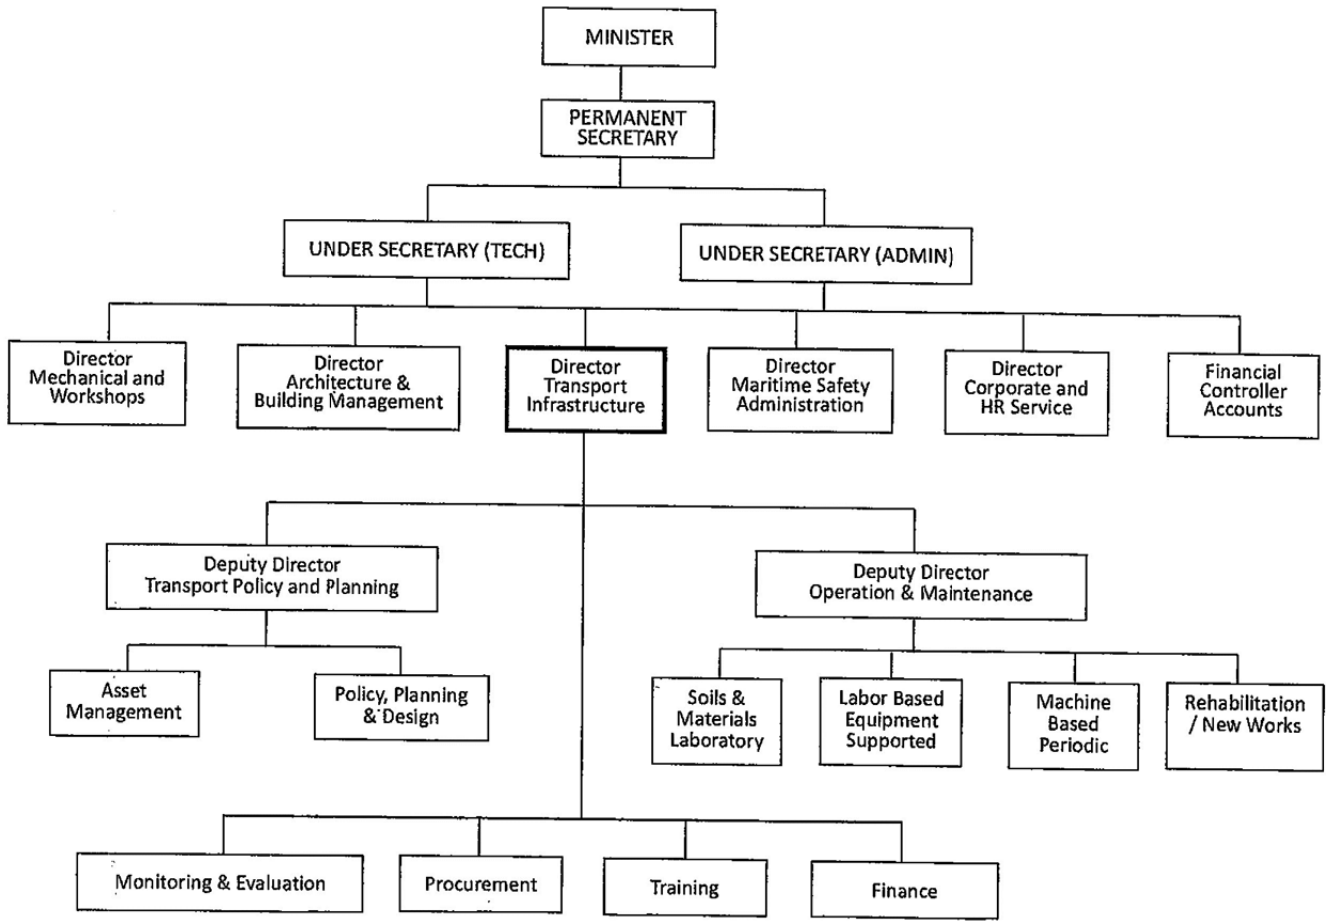 MINISTER
PERMANENT
SECRETARY
UNDER SECRETARY (TECH)
UNDER SECRETARY (ADMIN)
Director
Mechanical and
Workshops
Director
Architecture &
Building Management
Director
Transport
Infrastructure
Director
Maritime Safety
Administration
Director
Corporate and
HR Service
Financial
Controller
Accounts
Deputy Director
Transport Policy and Planning
Deputy Director
Operation & Maintenance
Asset
Management
Policy, Planning
& Design
Soils &
Materials
Laboratory
Labor Based
Equipment
Supported
Machine
Based
Periodic
Rehabilitation
/ New Works
Monitoring & Evaluation
Procurement
Training
Finance